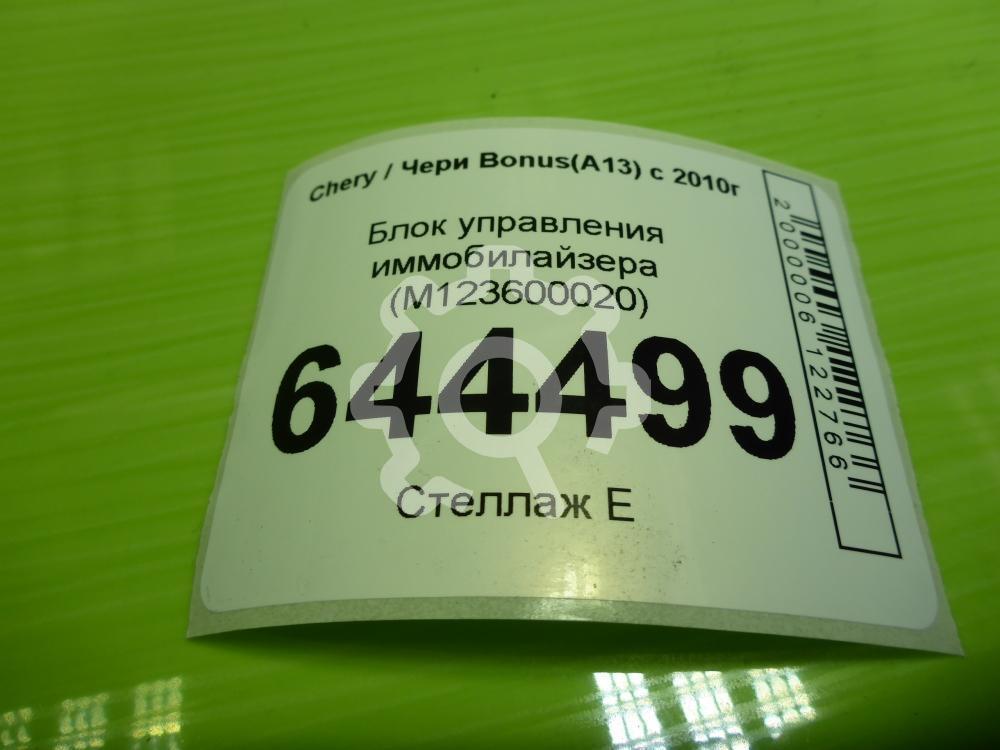 Chery / Чери Bonus(A13) с 2010г
Блок управления
иммобилайзера
(M123600020)
644499
Стеллаж E
2000006122766